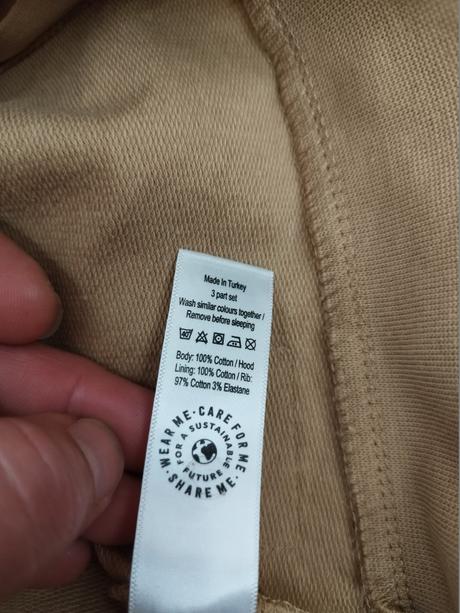 Made In Turkey
3 part set
Wash similar colours together /
Remove before sleeping
40
Body: 100% Cotton / Hood
Lining: 100% Cotton / Rib:
97% Cotton 3% Elastane
WEAR ME · CARE FOR ME · SHARE ME ·
FOR A SUSTAINABLE FUTURE